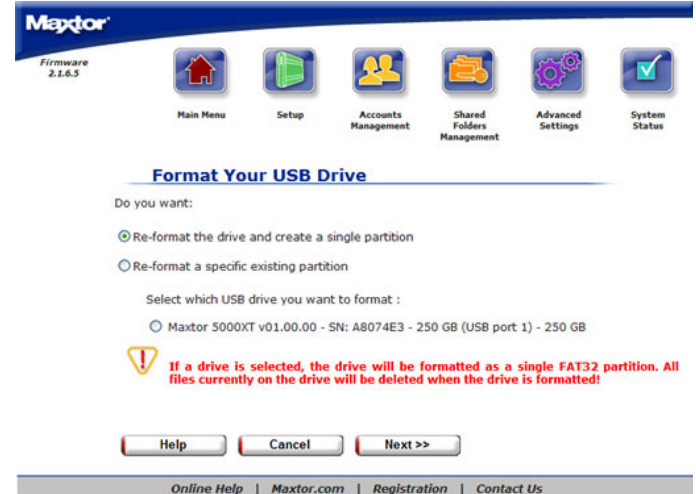 Maxtor
Firmware
2.1.6.5
Main Menu
Setup
Accounts
Management
Shared
Folders
Management
Advanced
Settings
System
Status
Format Your USB Drive
Do you want:
Re-format the drive and create a single partition
Re-format a specific existing partition
Select which USB drive you want to format :
Maxtor 5000XT v01.00.00 - SN: A8074E3 - 250 GB (USB port 1) - 250 GB
If a drive is selected, the drive will be formatted as a single FAT32 partition. All
files currently on the drive will be deleted when the drive is formatted!
Help
Cancel
Next >>
Online Help | Maxtor.com | Registration | Contact Us